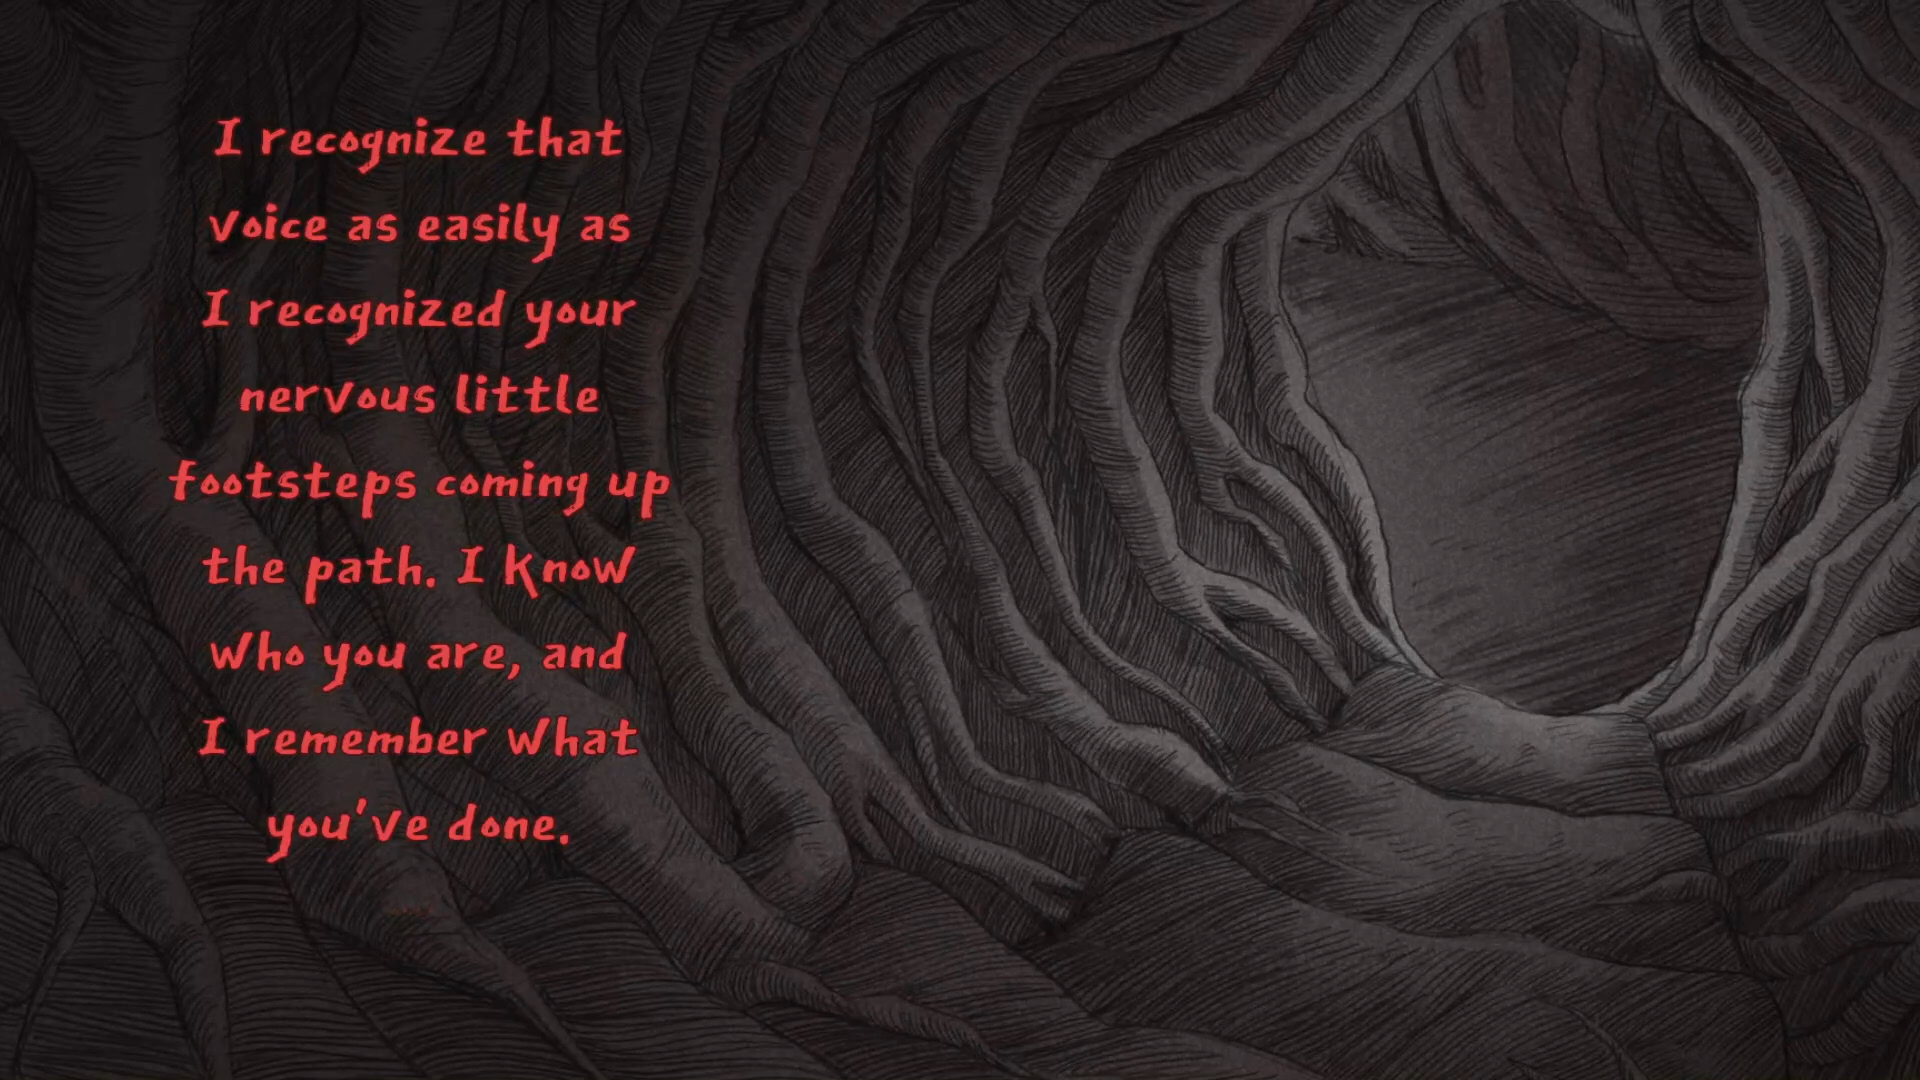 I recognize that
voice as easily as
I recognized your
nervous little
footsteps coming up
the path. I know
who you are, and
I remember what
you've done.